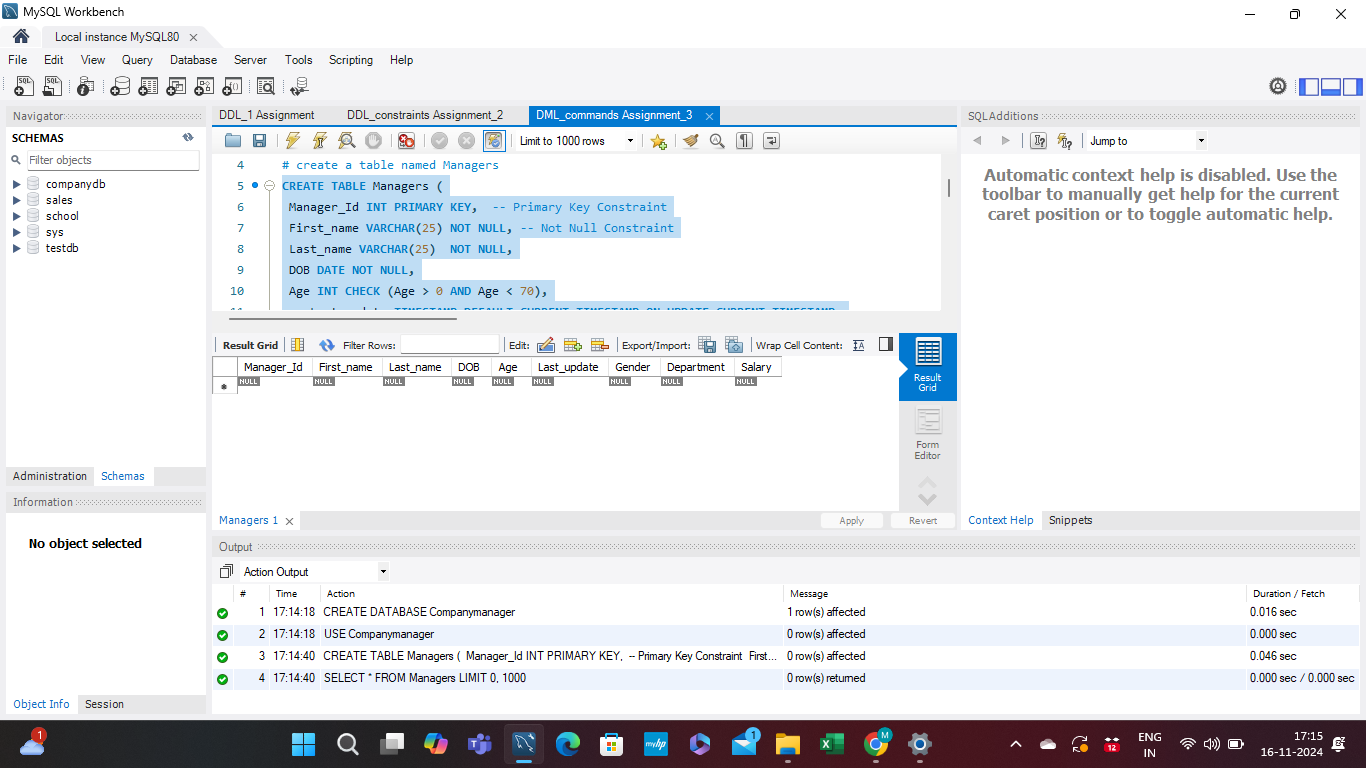 MySQL Workbench
Local instance MySQL80
File Edit View Query Database Server Tools Scripting Help
Navigator
SCHEMAS
Filter objects
companydb
sales
school
sys
testdb
Administration Schemas
Information
No object selected
Object Info Session
DDL_1 Assignment DDL_constraints Assignment_2 DML_commands Assignment_3
Limit to 1000 rows
4 # create a table named Managers
5 CREATE TABLE Managers (
6 Manager_Id INT PRIMARY KEY, -- Primary Key Constraint
7 First_name VARCHAR(25) NOT NULL, -- Not Null Constraint
8 Last_name VARCHAR(25) NOT NULL,
9 DOB DATE NOT NULL,
10 Age INT CHECK (Age > 0 AND Age < 70),
Result Grid Filter Rows: Edit: Export/Import: Wrap Cell Content:
Manager_Id First_name Last_name DOB Age Last_update Gender Department Salary
NULL NULL NULL NULL NULL NULL NULL NULL NULL
Result Grid
Form Editor
Managers 1
Apply Revert
SQLAdditions
Jump to
Automatic context help is disabled. Use the
toolbar to manually get help for the current
caret position or to toggle automatic help.
Context Help Snippets
Output
Action Output
# Time Action Message Duration / Fetch
1 17:14:18 CREATE DATABASE Companymanager 1 row(s) affected 0.016 sec
2 17:14:18 USE Companymanager 0 row(s) affected 0.000 sec
3 17:14:40 CREATE TABLE Managers ( Manager_Id INT PRIMARY KEY, -- Primary Key Constraint First... 0 row(s) affected 0.046 sec
4 17:14:40 SELECT * FROM Managers LIMIT 0, 1000 0 row(s) returned 0.000 sec / 0.000 sec
1
myhp
1
M
12
ENG
IN
17:15
16-11-2024